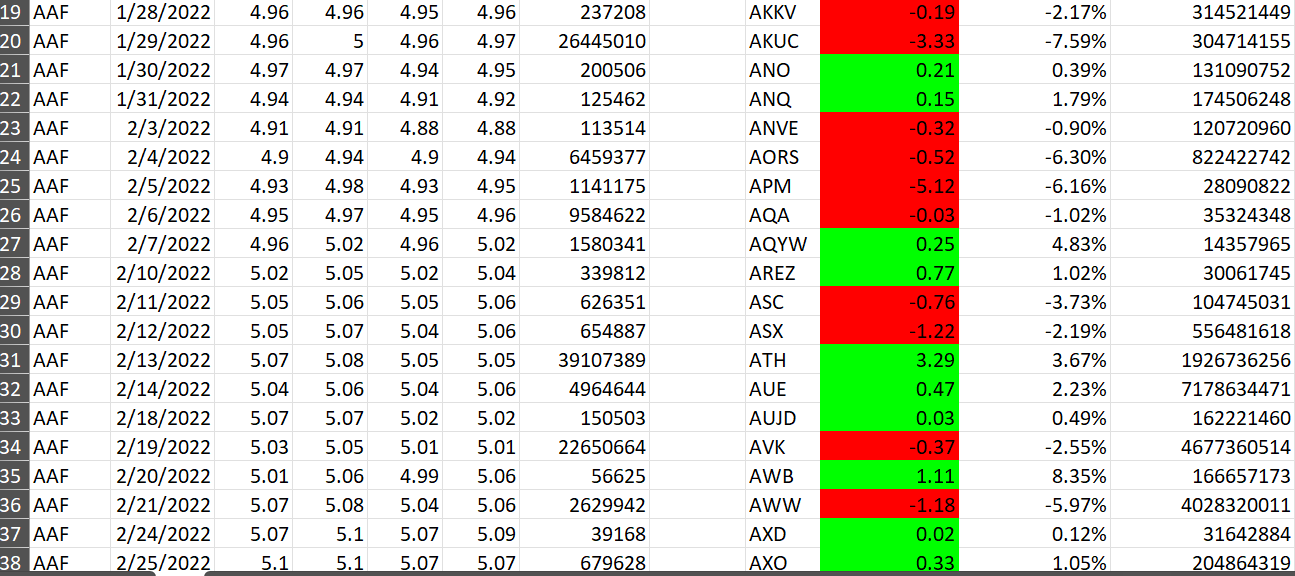 19 AAF 1/28/2022 4.96 4.96 4.95 4.96 237208 AKKV -0.19 -2.17% 314521449
20 AAF 1/29/2022 4.96 5 4.96 4.97 26445010 AKUC -3.33 -7.59% 304714155
21 AAF 1/30/2022 4.97 4.97 4.94 4.95 200506 ANO 0.21 0.39% 131090752
22 AAF 1/31/2022 4.94 4.94 4.91 4.92 125462 ANQ 0.15 1.79% 174506248
23 AAF 2/3/2022 4.91 4.91 4.88 4.88 113514 ANVE -0.32 -0.90% 120720960
24 AAF 2/4/2022 4.9 4.94 4.9 4.94 6459377 AORS -0.52 -6.30% 822422742
25 AAF 2/5/2022 4.93 4.98 4.93 4.95 1141175 APM -5.12 -6.16% 28090822
26 AAF 2/6/2022 4.95 4.97 4.95 4.96 9584622 AQA -0.03 -1.02% 35324348
27 AAF 2/7/2022 4.96 5.02 4.96 5.02 1580341 AQYW 0.25 4.83% 14357965
28 AAF 2/10/2022 5.02 5.05 5.02 5.04 339812 AREZ 0.77 1.02% 30061745
29 AAF 2/11/2022 5.05 5.06 5.05 5.06 626351 ASC -0.76 -3.73% 104745031
30 AAF 2/12/2022 5.05 5.07 5.04 5.06 654887 ASX -1.22 -2.19% 556481618
31 AAF 2/13/2022 5.07 5.08 5.05 5.05 39107389 ATH 3.29 3.67% 1926736256
32 AAF 2/14/2022 5.04 5.06 5.04 5.06 4964644 AUE 0.47 2.23% 7178634471
33 AAF 2/18/2022 5.07 5.07 5.02 5.02 150503 AUJD 0.03 0.49% 162221460
34 AAF 2/19/2022 5.03 5.05 5.01 5.01 22650664 AVK -0.37 -2.55% 4677360514
35 AAF 2/20/2022 5.01 5.06 4.99 5.06 56625 AWB 1.11 8.35% 166657173
36 AAF 2/21/2022 5.07 5.08 5.04 5.06 2629942 AWW -1.18 -5.97% 4028320011
37 AAF 2/24/2022 5.07 5.1 5.07 5.09 39168 AXD 0.02 0.12% 31642884
38 AAF 2/25/2022 5.1 5.1 5.07 5.07 679628 AXO 0.33 1.05% 204864319